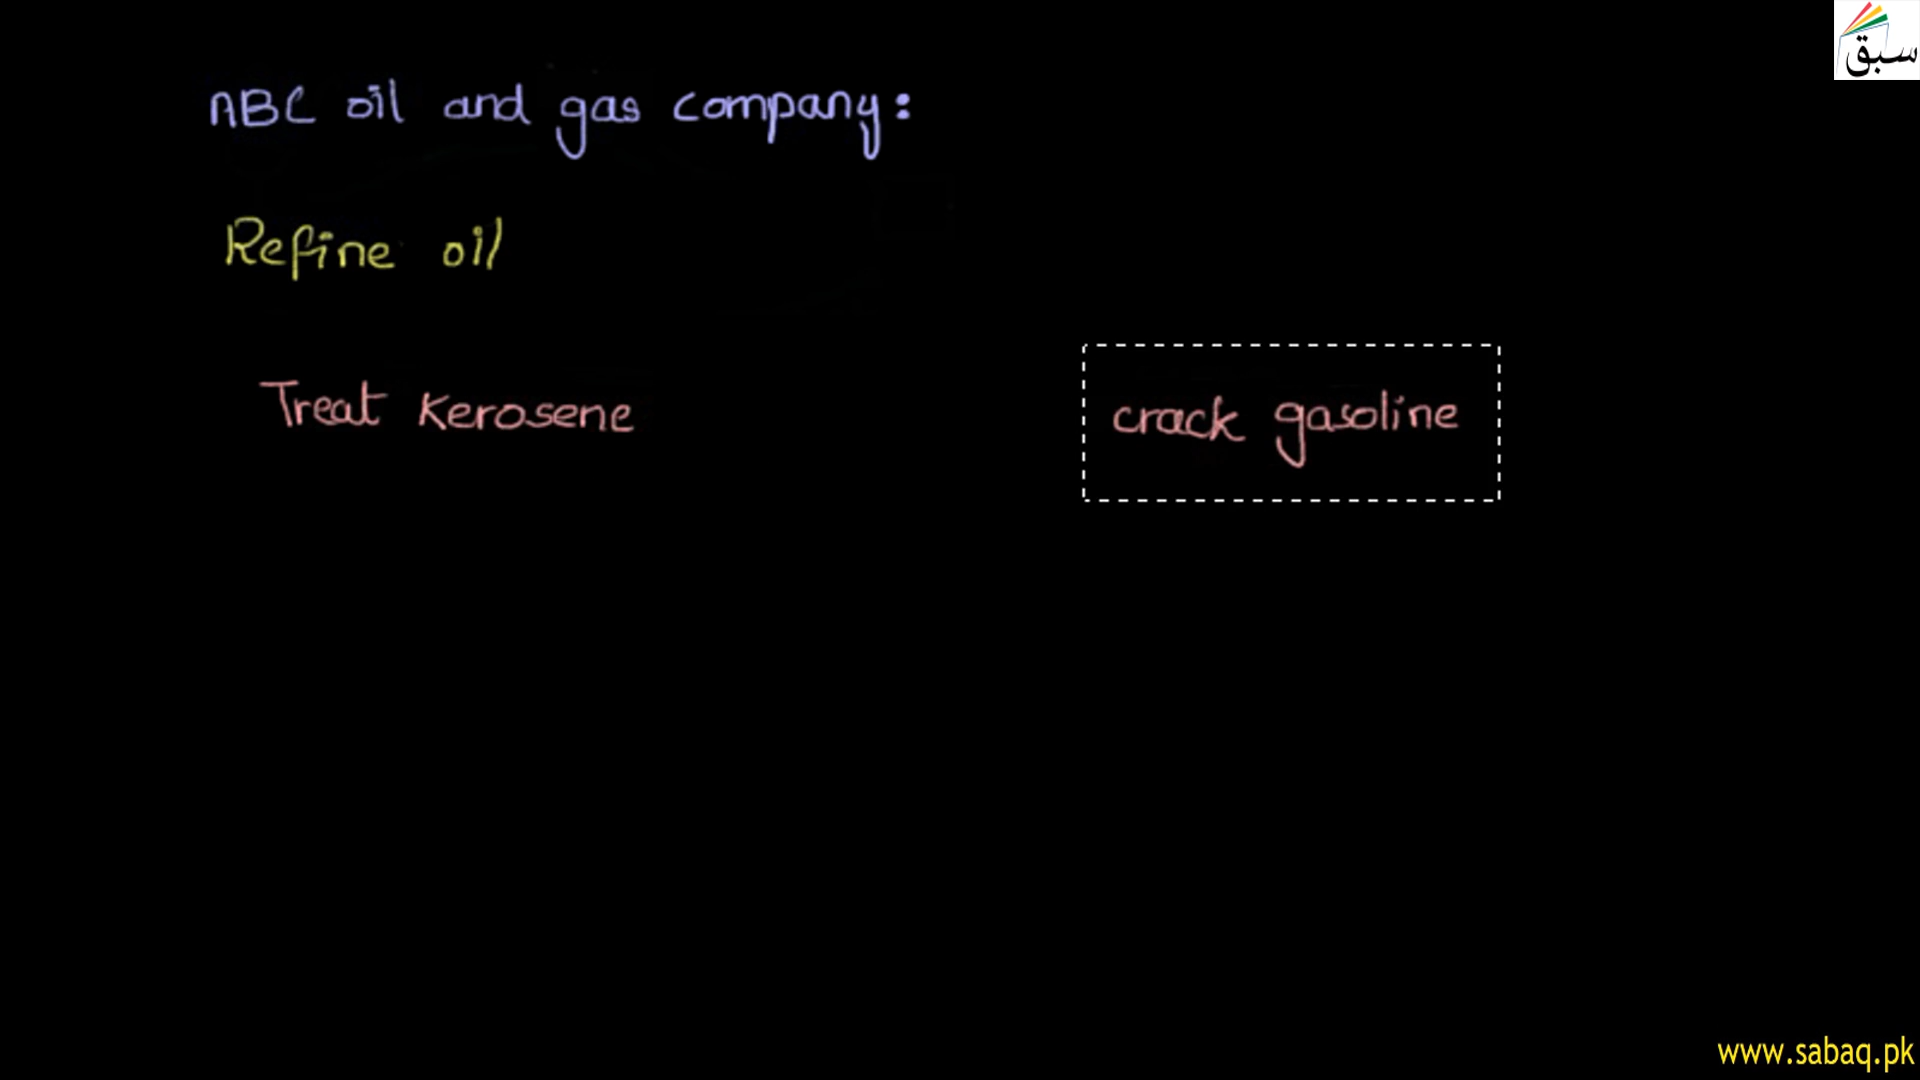 سبق
ABC oil and gas company:
Refine oil
Treat Kerosene
crack gasoline
www.sabaq.pk